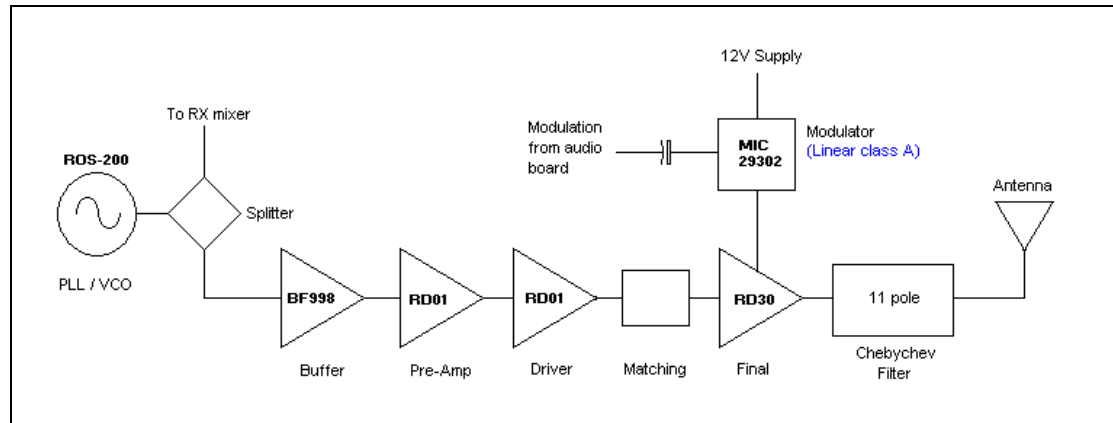 12V Supply
To RX mixer
Modulation
from audio
board
MIC
29302
Modulator
(Linear class A)
ROS-200
Antenna
Splitter
PLL / VCO
BF998
RD01
RD01
RD30
11 pole
Buffer
Pre-Amp
Driver
Matching
Final
Chebychev
Filter